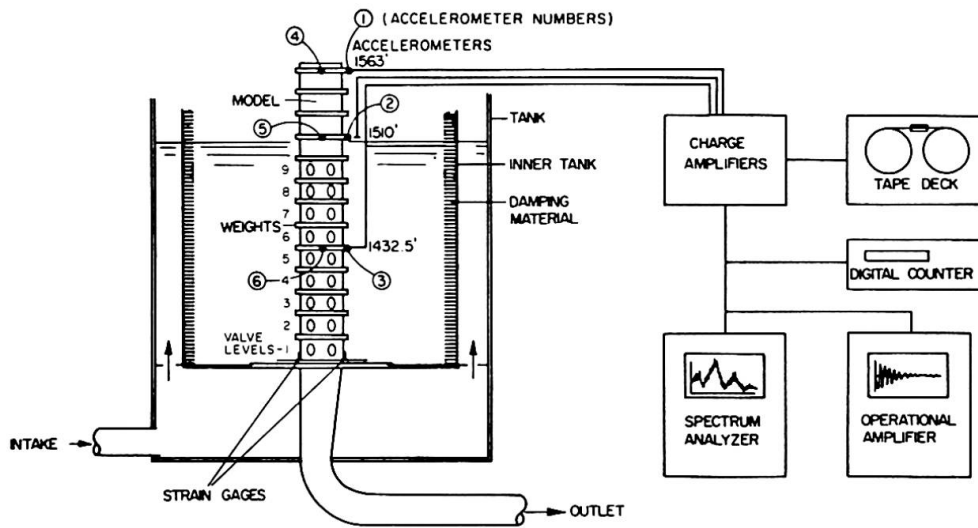 ① (ACCELEROMETER NUMBERS)
④
ACCELEROMETERS
1563'
MODEL
②
⑤
1510'
TANK
CHARGE
AMPLIFIERS
TAPE DECK
INNER TANK
9
8
DAMPING
MATERIAL
7
WEIGHTS
6
1432.5'
5
⑥
4
③
DIGITAL COUNTER
3
2
VALVE
LEVELS-1
SPECTRUM
ANALYZER
OPERATIONAL
AMPLIFIER
INTAKE
STRAIN GAGES
OUTLET